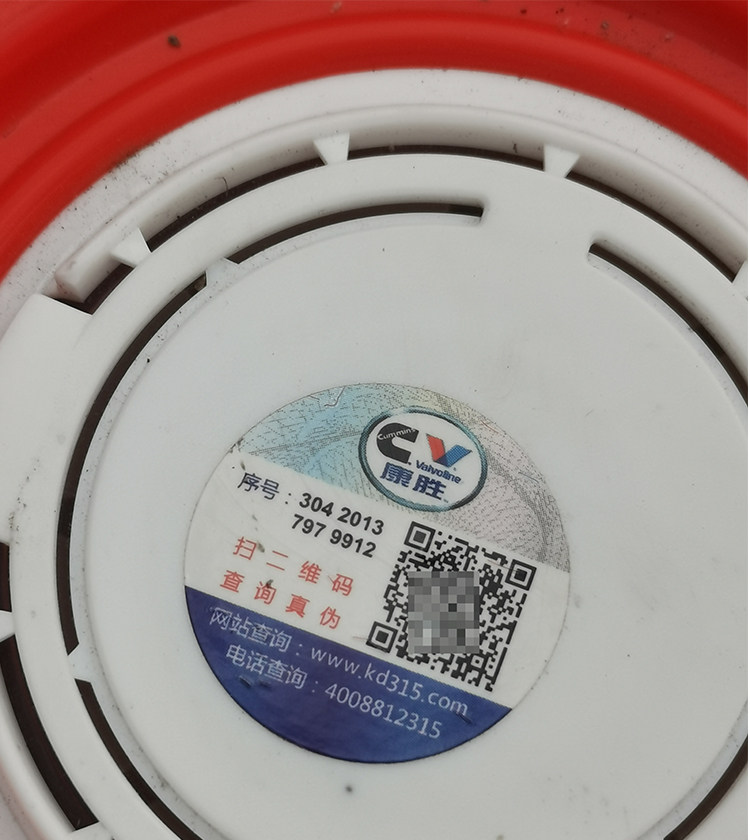 Cummins
Valvoline
康胜
序号：304 2013
797 9912
扫二维码
查询真伪
网站查询：www.kd315.com
电话查询：4008812315